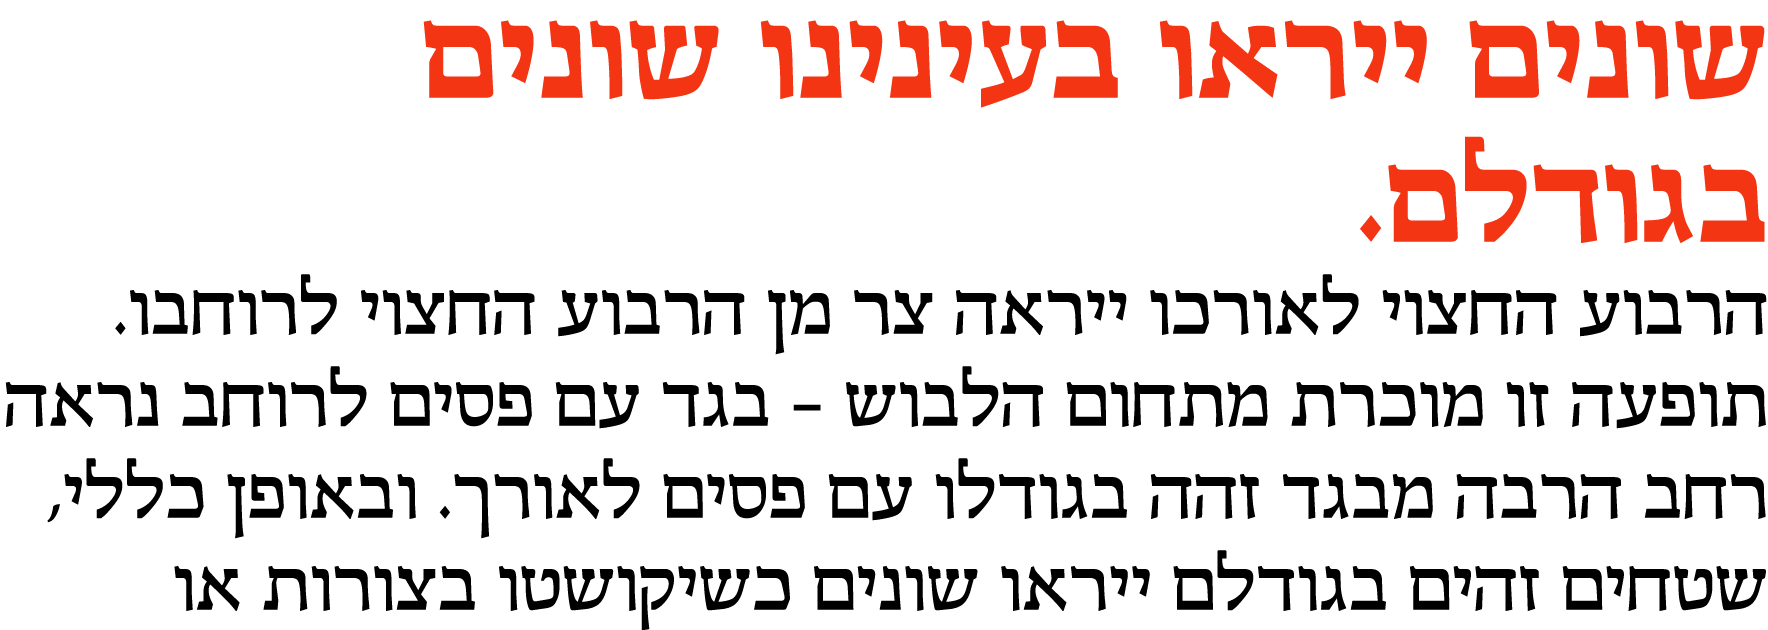 שונים ייראו בעינינו שונים
בגודלם.
הרבוע החצוי לאורכו ייראה צר מן הרבוע החצוי לרוחבו.
תופעה זו מוכרת מתחום הלבוש – בגד עם פסים לרוחב נראה
רחב הרבה מבגד זהה בגודלו עם פסים לאורך. ובאופן כללי,
שטחים זהים בגודלם ייראו שונים כשיקושטו בצורות או